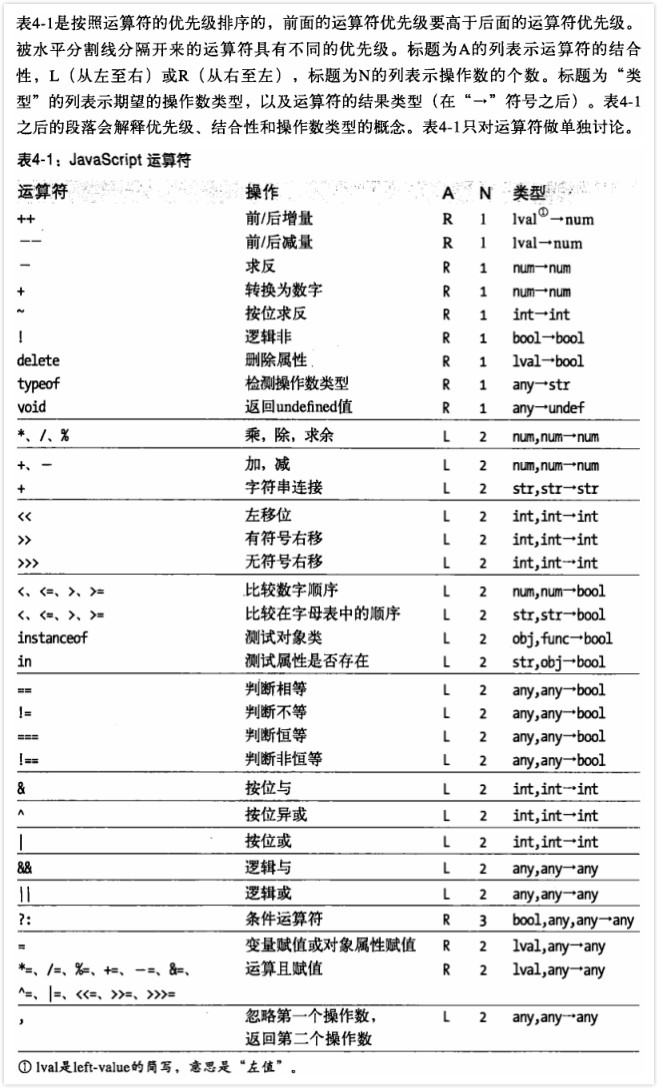 表4-1是按照运算符的优先级排序的，前面的运算符优先级要高于后面的运算符优先级。
被水平分割线分隔开来的运算符具有不同的优先级。标题为A的列表示运算符的结合
性，L（从左至右）或R（从右至左），标题为N的列表示操作数的个数。标题为“类
型”的列表示期望的操作数类型，以及运算符的结果类型（在“→”符号之后）。表4-1
之后的段落会解释优先级、结合性和操作数类型的概念。表4-1只对运算符做单独讨论。
表4-1：JavaScript 运算符
运算符 操作 A N 类型
++ 前/后增量 R 1 lval①→num
-- 前/后减量 R 1 lval→num
- 求反 R 1 num→num
+ 转换为数字 R 1 num→num
~ 按位求反 R 1 int→int
! 逻辑非 R 1 bool→bool
delete 删除属性 R 1 lval→bool
typeof 检测操作数类型 R 1 any→str
void 返回undefined值 R 1 any→undef
*、/、% 乘，除，求余 L 2 num,num→num
+、- 加，减 L 2 num,num→num
+ 字符串连接 L 2 str,str→str
<< 左移位 L 2 int,int→int
>> 有符号右移 L 2 int,int→int
>>> 无符号右移 L 2 int,int→int
<、<=、>、>= 比较数字顺序 L 2 num,num→bool
<、<=、>、>= 比较在字母表中的顺序 L 2 str,str→bool
instanceof 测试对象类 L 2 obj,func→bool
in 测试属性是否存在 L 2 str,obj→bool
== 判断相等 L 2 any,any→bool
!= 判断不等 L 2 any,any→bool
=== 判断恒等 L 2 any,any→bool
!== 判断非恒等 L 2 any,any→bool
& 按位与 L 2 int,int→int
^ 按位异或 L 2 int,int→int
| 按位或 L 2 int,int→int
&& 逻辑与 L 2 any,any→any
|| 逻辑或 L 2 any,any→any
?: 条件运算符 R 3 bool,any,any→any
= 变量赋值或对象属性赋值 R 2 lval,any→any
*=、/=、%=、+=、-=、&=、 运算且赋值 R 2 lval,any→any
^=、|=、<<=、>>=、>>>=
, 忽略第一个操作数， L 2 any,any→any
返回第二个操作数
① lval是left-value的简写，意思是“左值”。